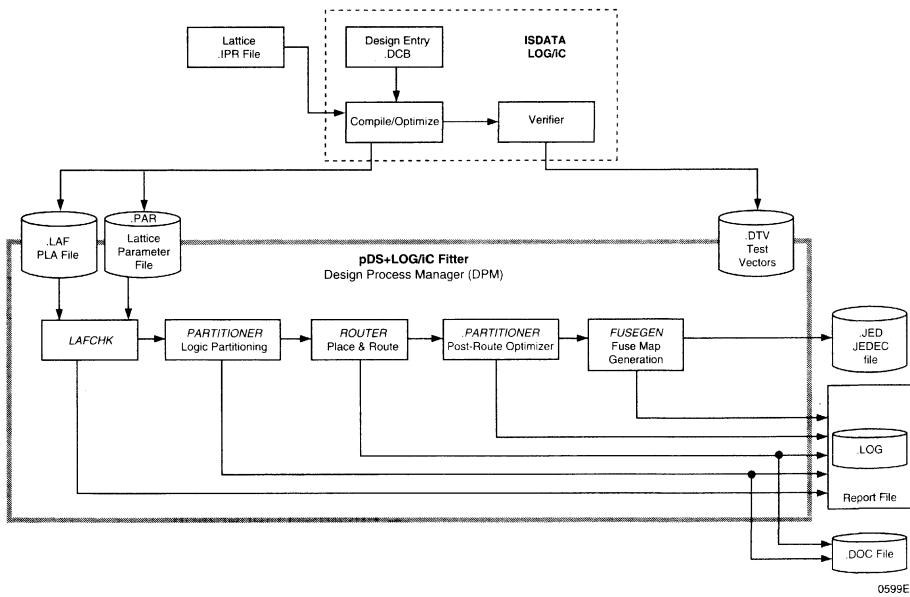 Lattice
.IPR File
Design Entry
.DCB
ISDATA
LOG/iC
Compile/Optimize
Verifier
.LAF
PLA File
.PAR
Lattice
Parameter
File
.DTV
Test
Vectors
pDS+LOG/iC Fitter
Design Process Manager (DPM)
LAFCHK
PARTITIONER
Logic Partitioning
ROUTER
Place & Route
.PARTITIONER
Post-Route Optimizer
FUSEGEN
Fuse Map
Generation
.JED
JEDEC
file
.LOG
Report File
.DOC File
0599E